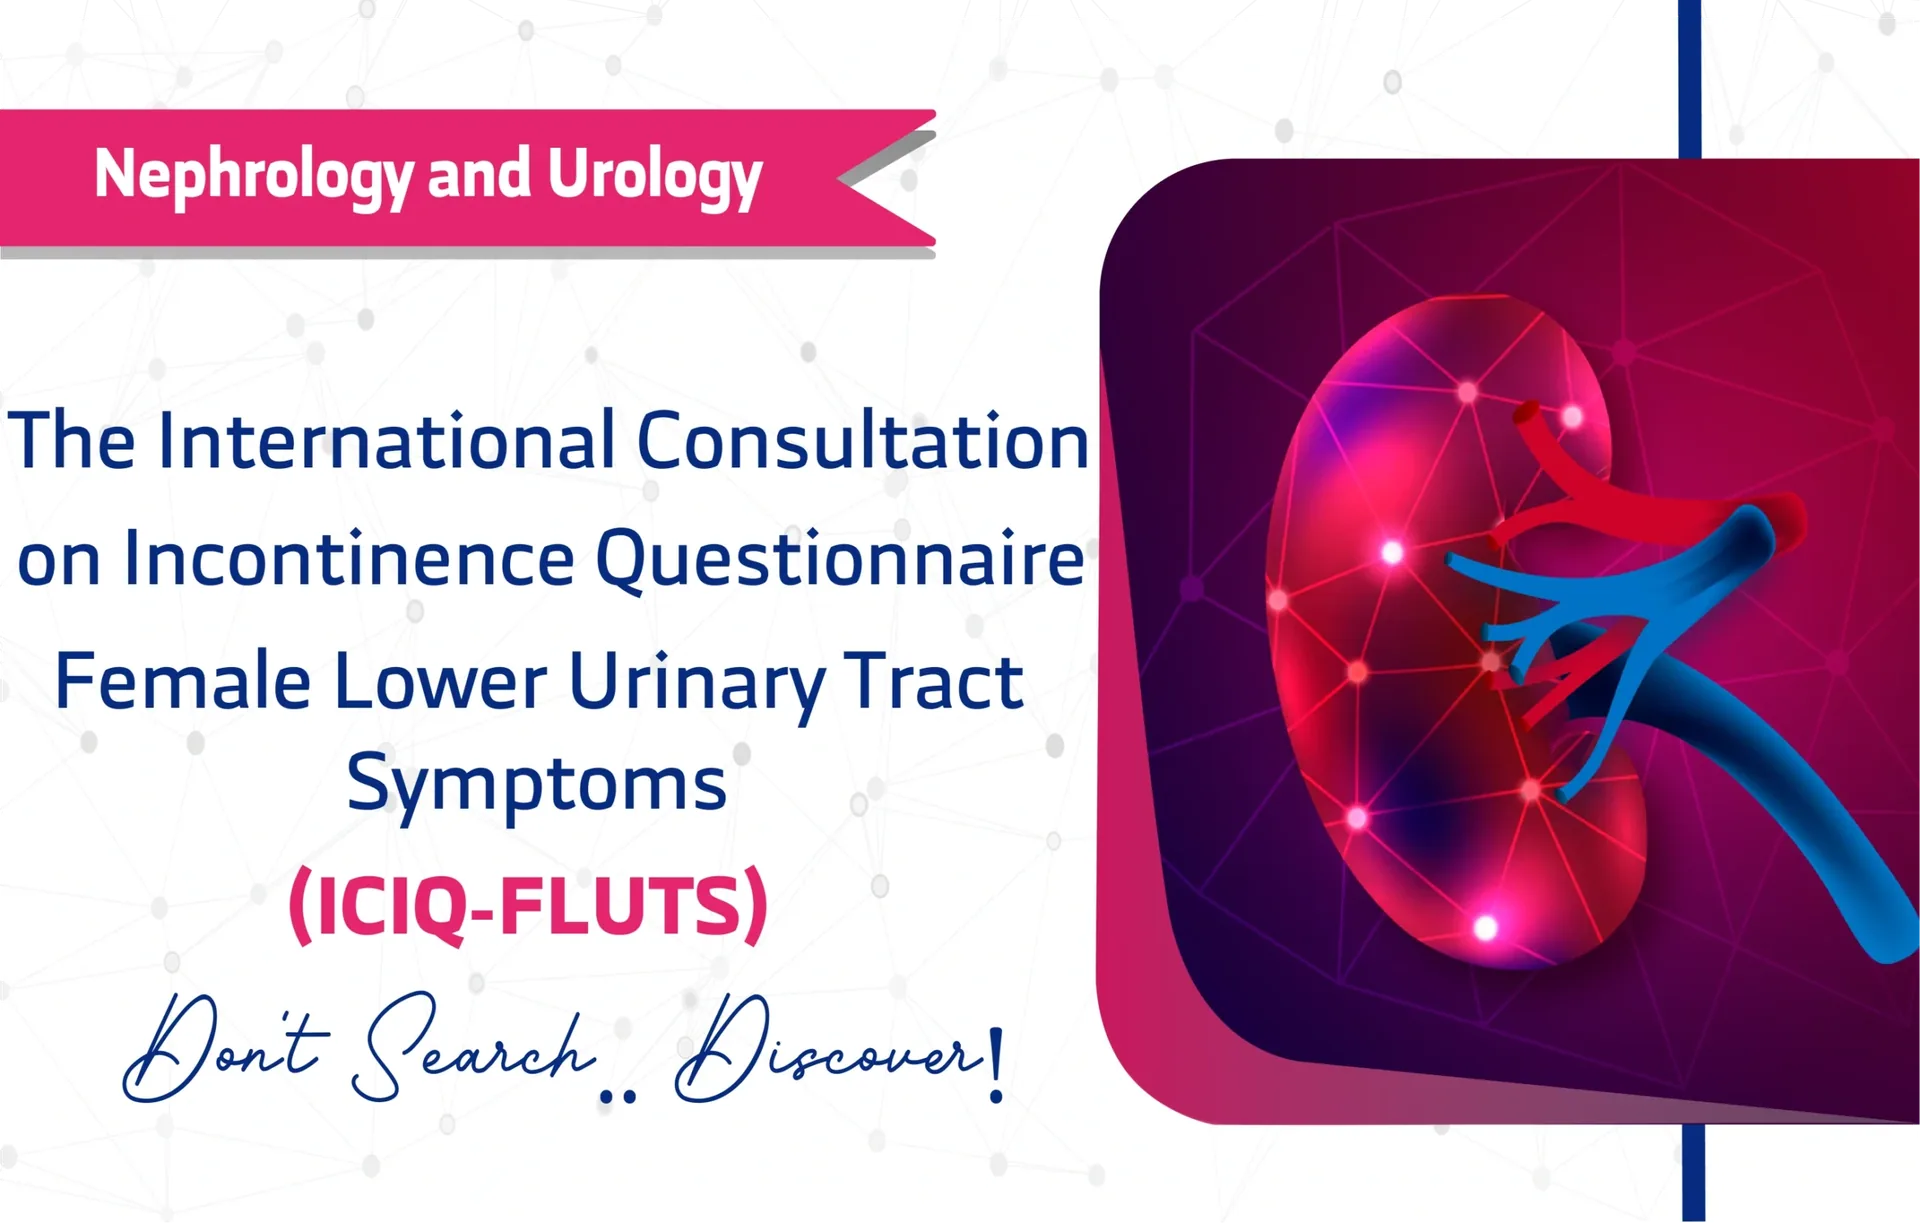 Nephrology and Urology
The International Consultation
on Incontinence Questionnaire
Female Lower Urinary Tract
Symptoms
(ICIQ-FLUTS)
Don't Search.. Discover!